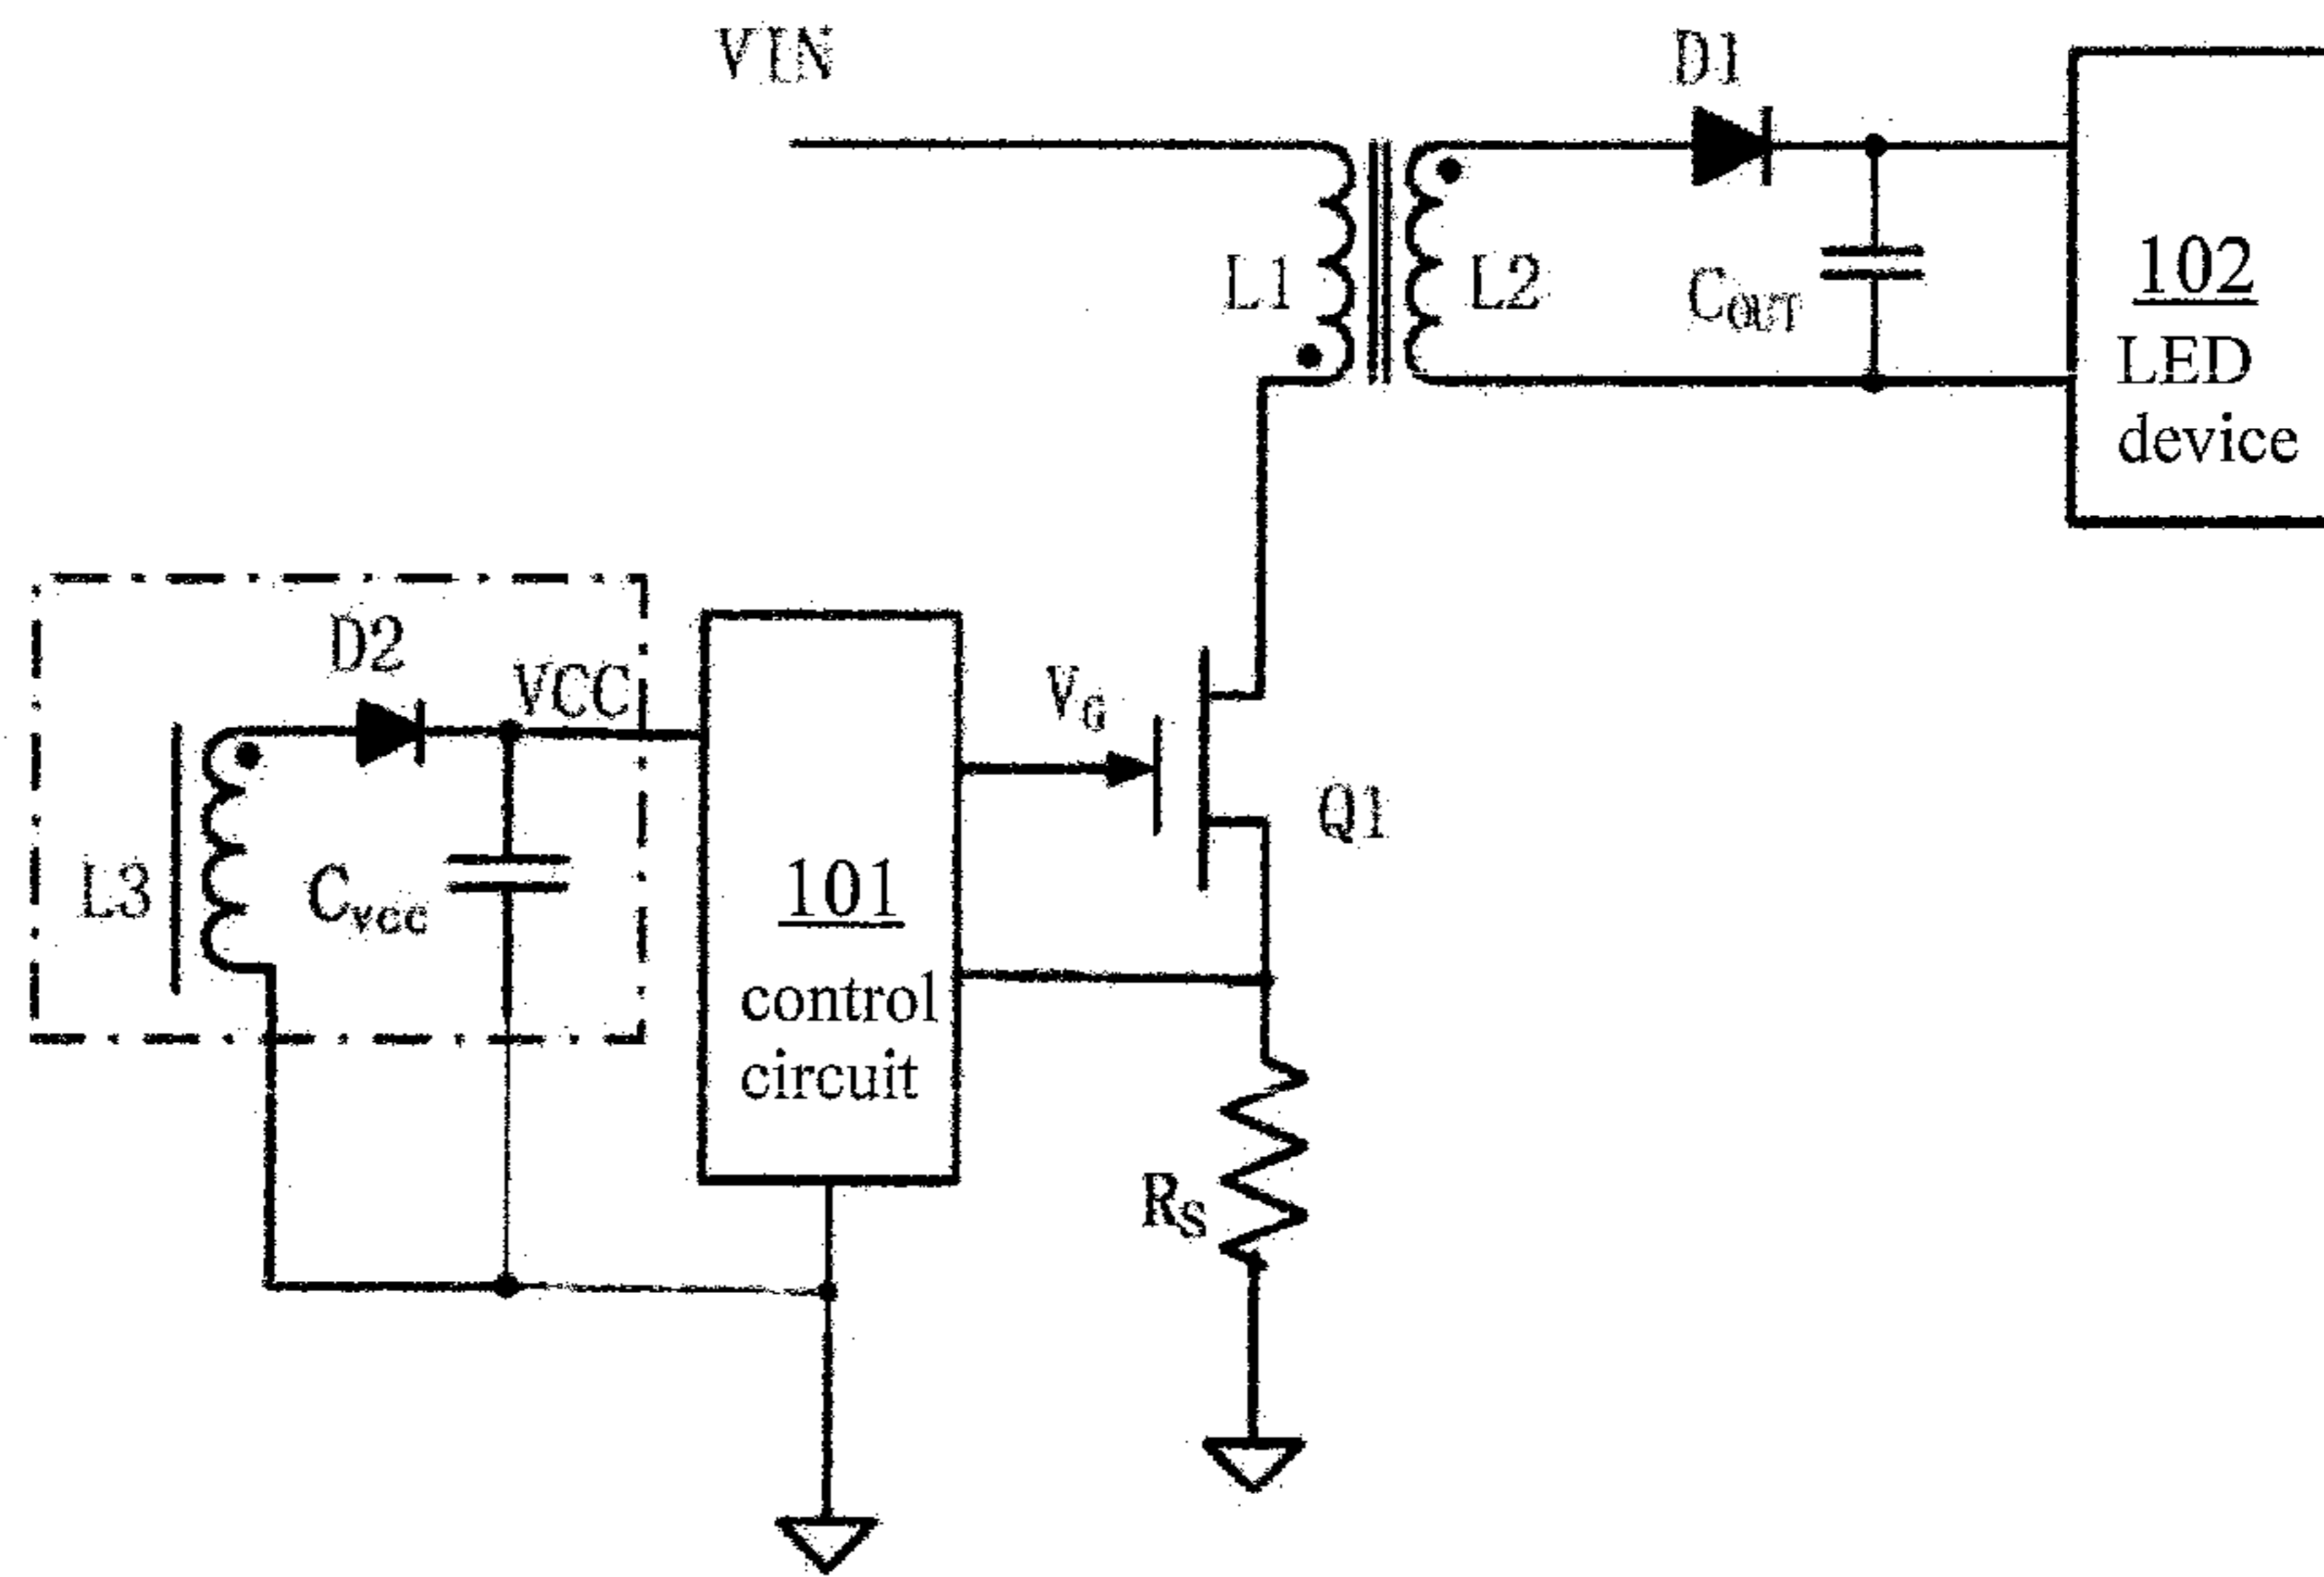 VIN
D1
L1
L2
COUT
102
LED
device
D2
VCC
VG
Q1
L3
Cvcc
101
control
circuit
RS